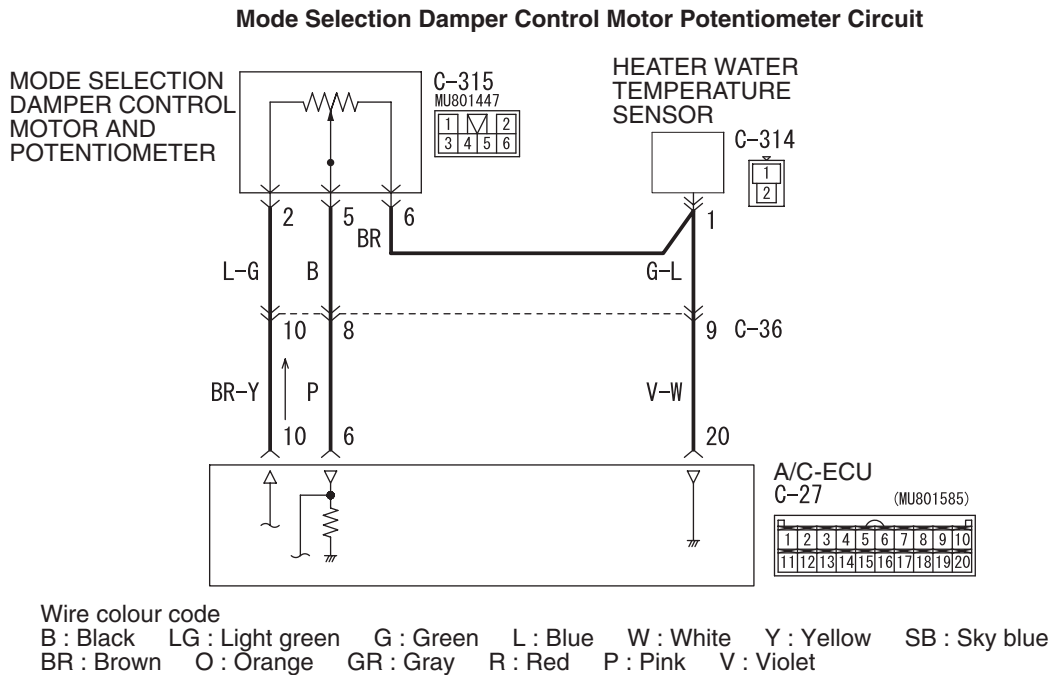 Mode Selection Damper Control Motor Potentiometer Circuit
MODE SELECTION
DAMPER CONTROL
MOTOR AND
POTENTIOMETER
C-315
MU801447
1 2
3 4 5 6
HEATER WATER
TEMPERATURE
SENSOR
C-314
1
2
2 5 6 1
BR
L-G B G-L
10 8 9 C-36
BR-Y P V-W
10 6 20
A/C-ECU
C-27 (MU801585)
1 2 3 4 5 6 7 8 9 10
11 12 13 14 15 16 17 18 19 20
Wire colour code
B : Black LG : Light green G : Green L : Blue W : White Y : Yellow SB : Sky blue
BR : Brown O : Orange GR : Gray R : Red P : Pink V : Violet